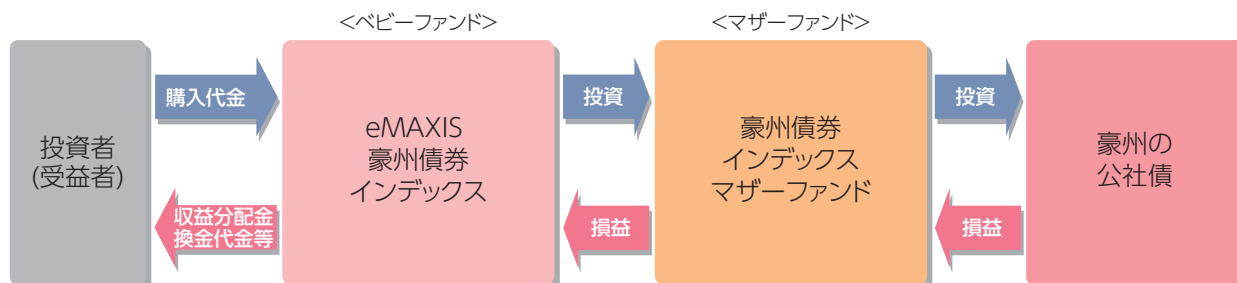 <ベビーファンド>
<マザーファンド>
投資者
(受益者)
購入代金
収益分配金
換金代金等
eMAXIS
豪州債券
インデックス
投資
損益
豪州債券
インデックス
マザーファンド
投資
損益
豪州の
公社債